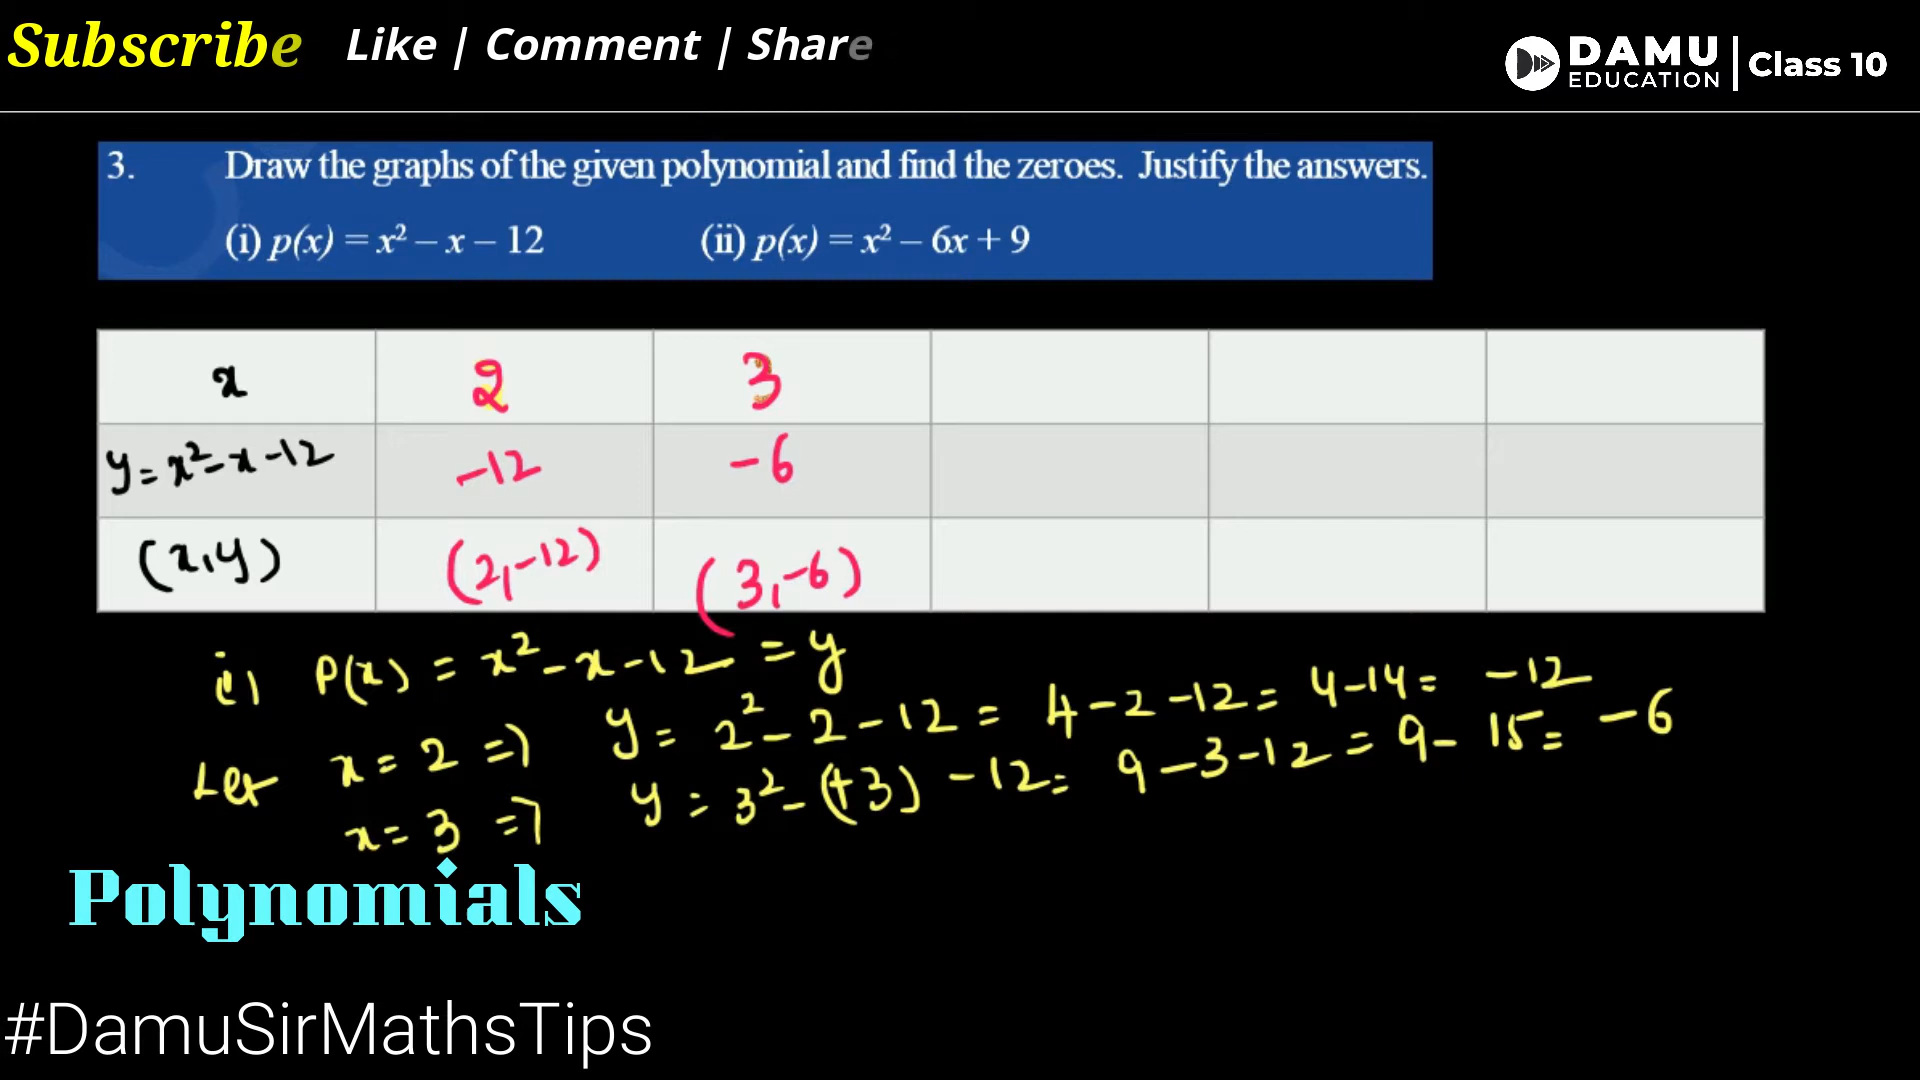 Subscribe Like | Comment | Share
DAMU EDUCATION | Class 10
3. Draw the graphs of the given polynomial and find the zeroes. Justify the answers.
(i) p(x) = x² – x – 12 (ii) p(x) = x² – 6x + 9
x 2 3
y = x² - x - 12 -12 -6
(x,y) (2,-12) (3,-6)
i) P(x) = x² - x - 12 = y
Let x = 2 => y = 2² - 2 - 12 = 4 - 2 - 12 = 4 - 14 = -12
x = 3 => y = 3² - (+3) - 12 = 9 - 3 - 12 = 9 - 15 = -6
Polynomials
#DamuSirMathsTips